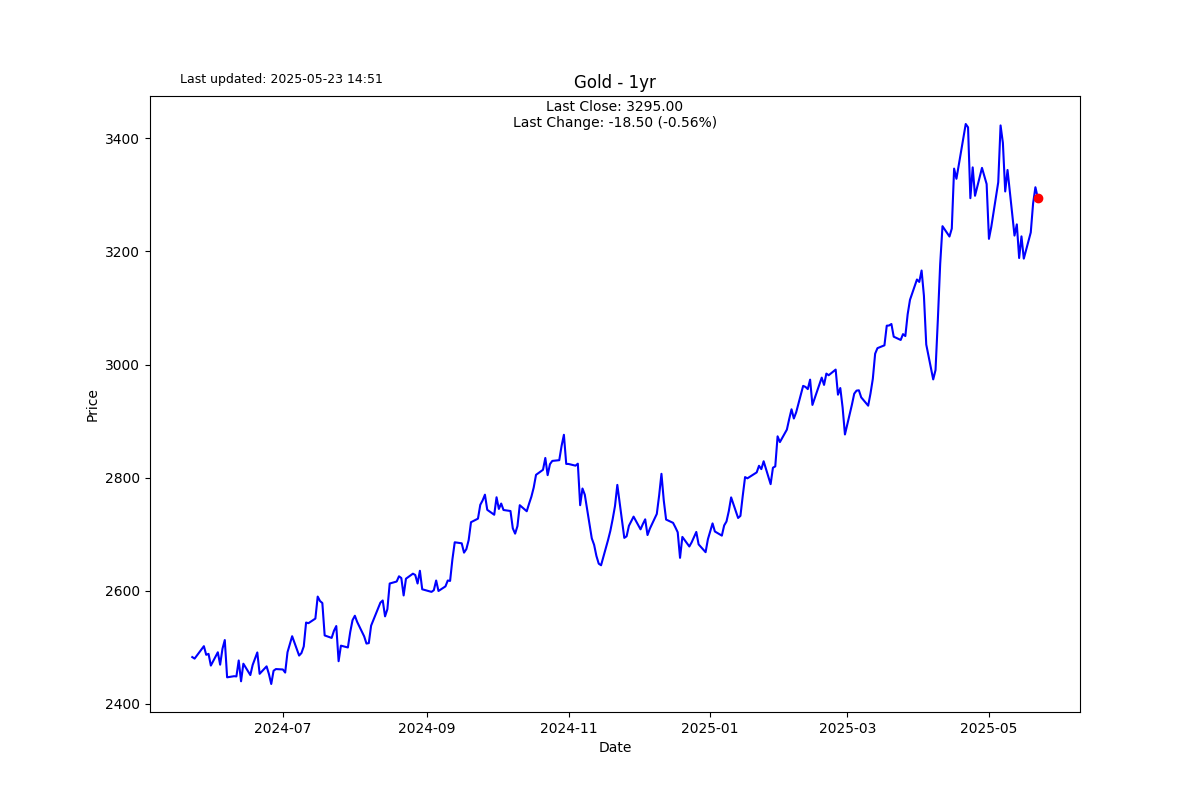 Last updated: 2025-05-23 14:51
Gold - 1yr
Last Close: 3295.00
Last Change: -18.50 (-0.56%)
3400
3200
3000
2800
2600
2400
Price
2024-07
2024-09
2024-11
2025-01
2025-03
2025-05
Date